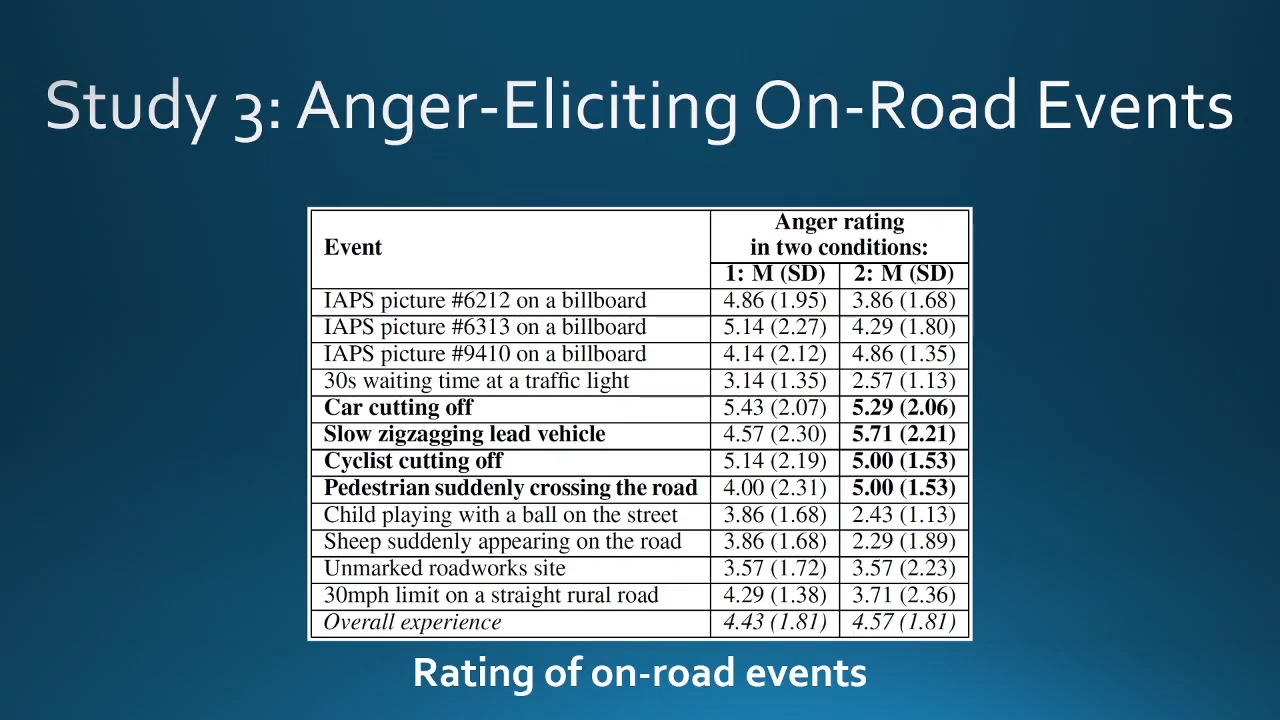 Study 3: Anger-Eliciting On-Road Events
Event
Anger rating
in two conditions:
1: M (SD) 2: M (SD)
IAPS picture #6212 on a billboard 4.86 (1.95) 3.86 (1.68)
IAPS picture #6313 on a billboard 5.14 (2.27) 4.29 (1.80)
IAPS picture #9410 on a billboard 4.14 (2.12) 4.86 (1.35)
30s waiting time at a traffic light 3.14 (1.35) 2.57 (1.13)
Car cutting off 5.43 (2.07) 5.29 (2.06)
Slow zigzagging lead vehicle 4.57 (2.30) 5.71 (2.21)
Cyclist cutting off 5.14 (2.19) 5.00 (1.53)
Pedestrian suddenly crossing the road 4.00 (2.31) 5.00 (1.53)
Child playing with a ball on the street 3.86 (1.68) 2.43 (1.13)
Sheep suddenly appearing on the road 3.86 (1.68) 2.29 (1.89)
Unmarked roadworks site 3.57 (1.72) 3.57 (2.23)
30mph limit on a straight rural road 4.29 (1.38) 3.71 (2.36)
Overall experience 4.43 (1.81) 4.57 (1.81)
Rating of on-road events